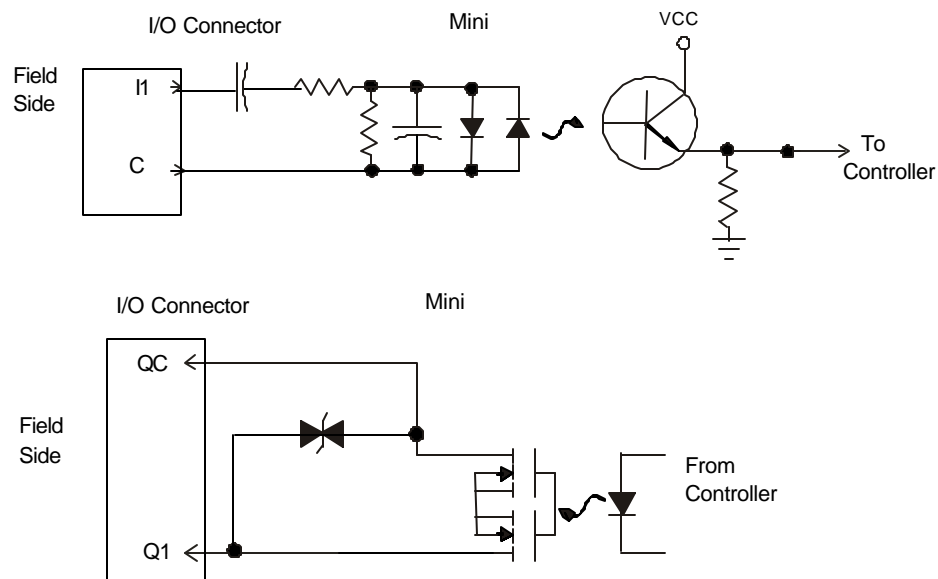 I/O Connector
Mini
VCC
Field
Side
I1
C
To
Controller
I/O Connector
Mini
QC
Field
Side
From
Controller
Q1